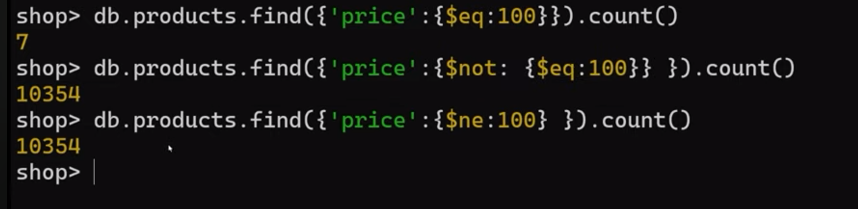 shop> db.products.find({'price':{$eq:100}}).count()
7
shop> db.products.find({'price':{$not: {$eq:100}} }).count()
10354
shop> db.products.find({'price':{$ne:100} }).count()
10354
shop>